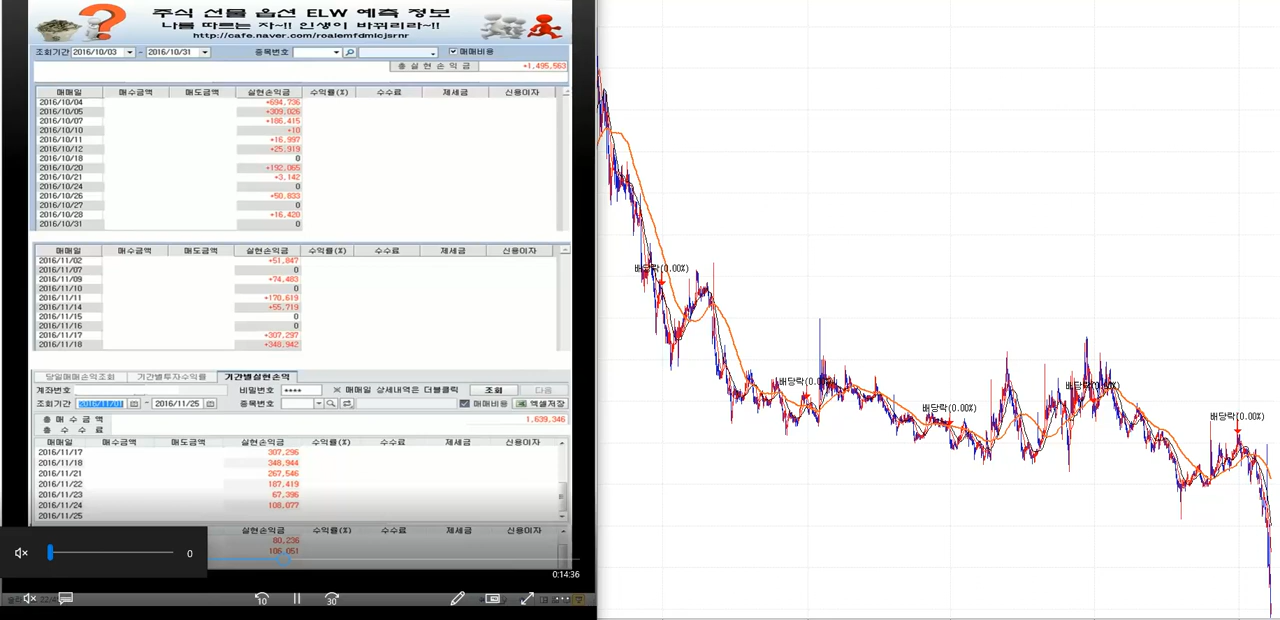 주식 선물 옵션 ELW 예측 정보
나를 따르는 자~!! 인생이 바뀌리라~!!
http://cafe.naver.com/roalemfdmlcjsrnr
조회기간 2016/10/03 - 2016/10/31 종목번호 매매비용
총 실 현 손 익 금 +1,495,563
매매일 매수금액 매도금액 실현손익금 수익률(%) 수수료 제세금 신용이자
2016/10/04 +694,736
2016/10/05 +309,026
2016/10/07 +186,415
2016/10/10 +10
2016/10/11 +16,997
2016/10/12 +25,919
2016/10/18 0
2016/10/20 +192,065
2016/10/21 +3,142
2016/10/24 0
2016/10/26 +50,833
2016/10/27 0
2016/10/28 +16,420
2016/10/31 0
매매일 매수금액 매도금액 실현손익금 수익률(%) 수수료 제세금 신용이자
2016/11/02 +51,847
2016/11/07 0
2016/11/09 +74,483
2016/11/10 0
2016/11/11 +170,619
2016/11/14 +55,719
2016/11/15 0
2016/11/16 0
2016/11/17 +307,297
2016/11/18 +348,942
당일매매손익조회 기간별투자수익률 기간별실현손익
계좌번호 비밀번호 **** ※ 매매일 상세내역은 더블클릭 조회 다음
조회기간 2016/11/01 - 2016/11/25 종목번호 매매비용 엑셀저장
총 매 수 금 액 1,639,346
총 수 수 료
매매일 매수금액 매도금액 실현손익금 수익률(%) 수수료 제세금 신용이자
2016/11/17 307,296
2016/11/18 348,944
2016/11/21 267,546
2016/11/22 187,419
2016/11/23 67,396
2016/11/24 108,077
2016/11/25
실현손익금 수익률(%) 수수료 제세금 신용이자
80,236
106,051
0
0:14:36
10 30
배당락(0.00%)
배당락(0.00%)
배당락(0.00%)
배당락(0.00%)
배당락(0.00%)